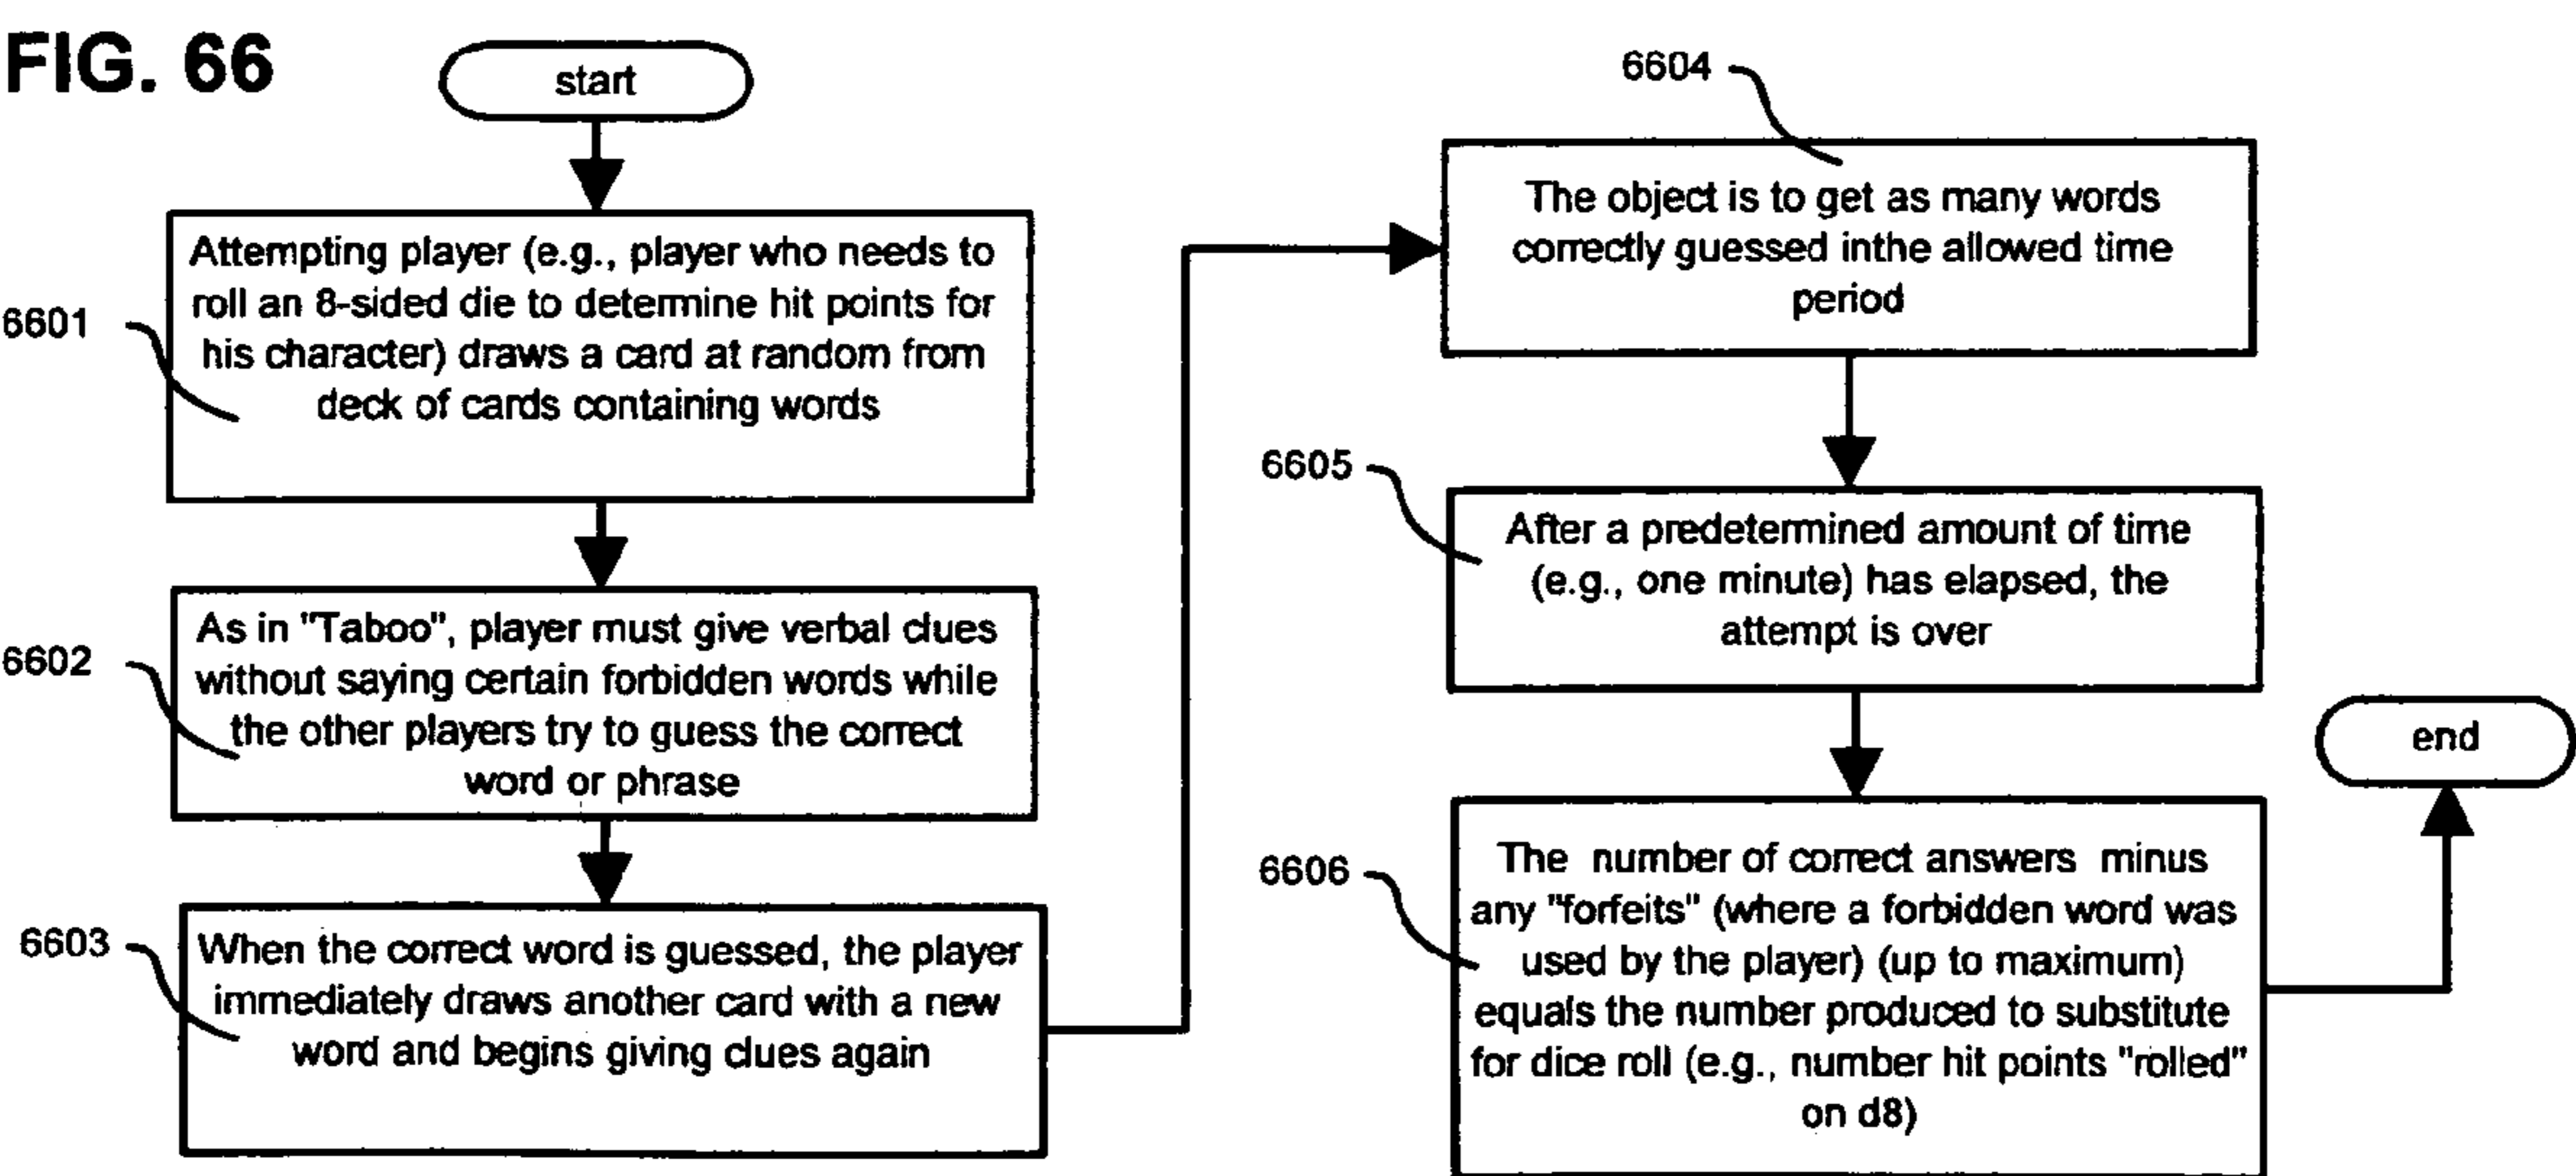 FIG. 66
start
6601
Attempting player (e.g., player who needs to
roll an 8-sided die to determine hit points for
his character) draws a card at random from
deck of cards containing words
6602
As in "Taboo", player must give verbal clues
without saying certain forbidden words while
the other players try to guess the correct
word or phrase
6603
When the correct word is guessed, the player
immediately draws another card with a new
word and begins giving clues again
6604
The object is to get as many words
correctly guessed inthe allowed time
period
6605
After a predetermined amount of time
(e.g., one minute) has elapsed, the
attempt is over
6606
The number of correct answers minus
any "forfeits" (where a forbidden word was
used by the player) (up to maximum)
equals the number produced to substitute
for dice roll (e.g., number hit points "rolled"
on d8)
end